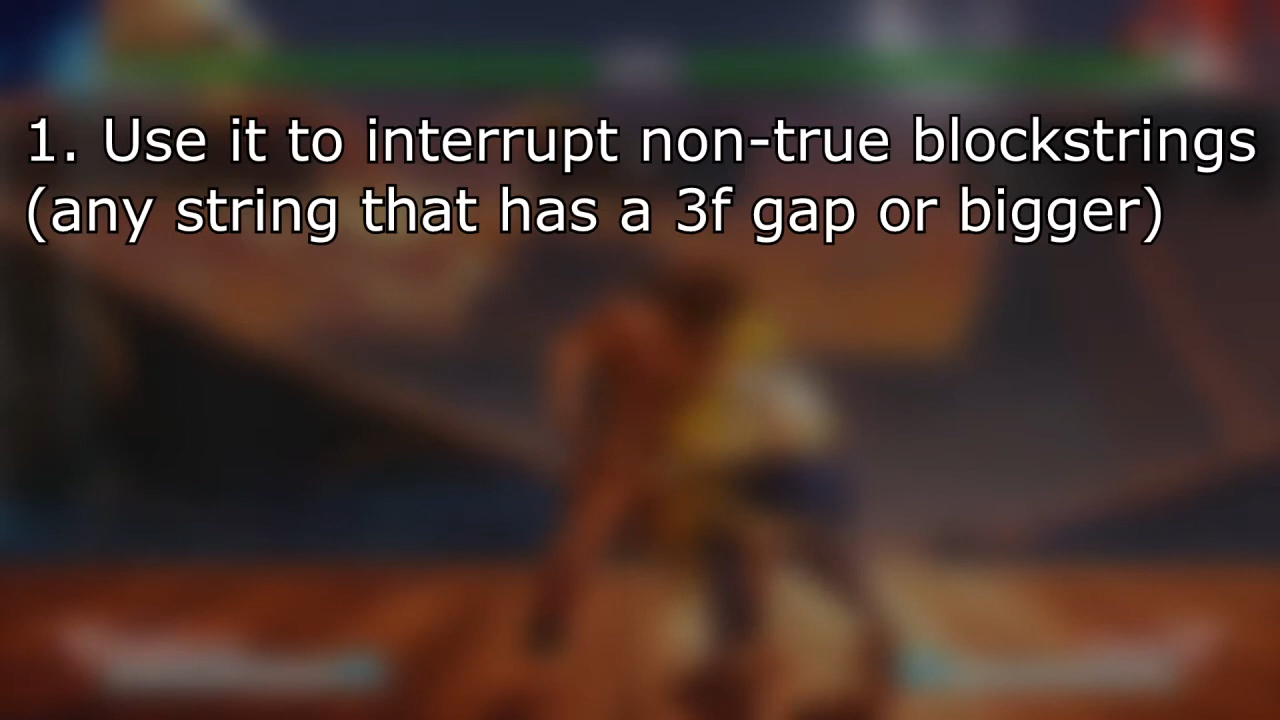 1. Use it to interrupt non-true blockstrings
(any string that has a 3f gap or bigger)